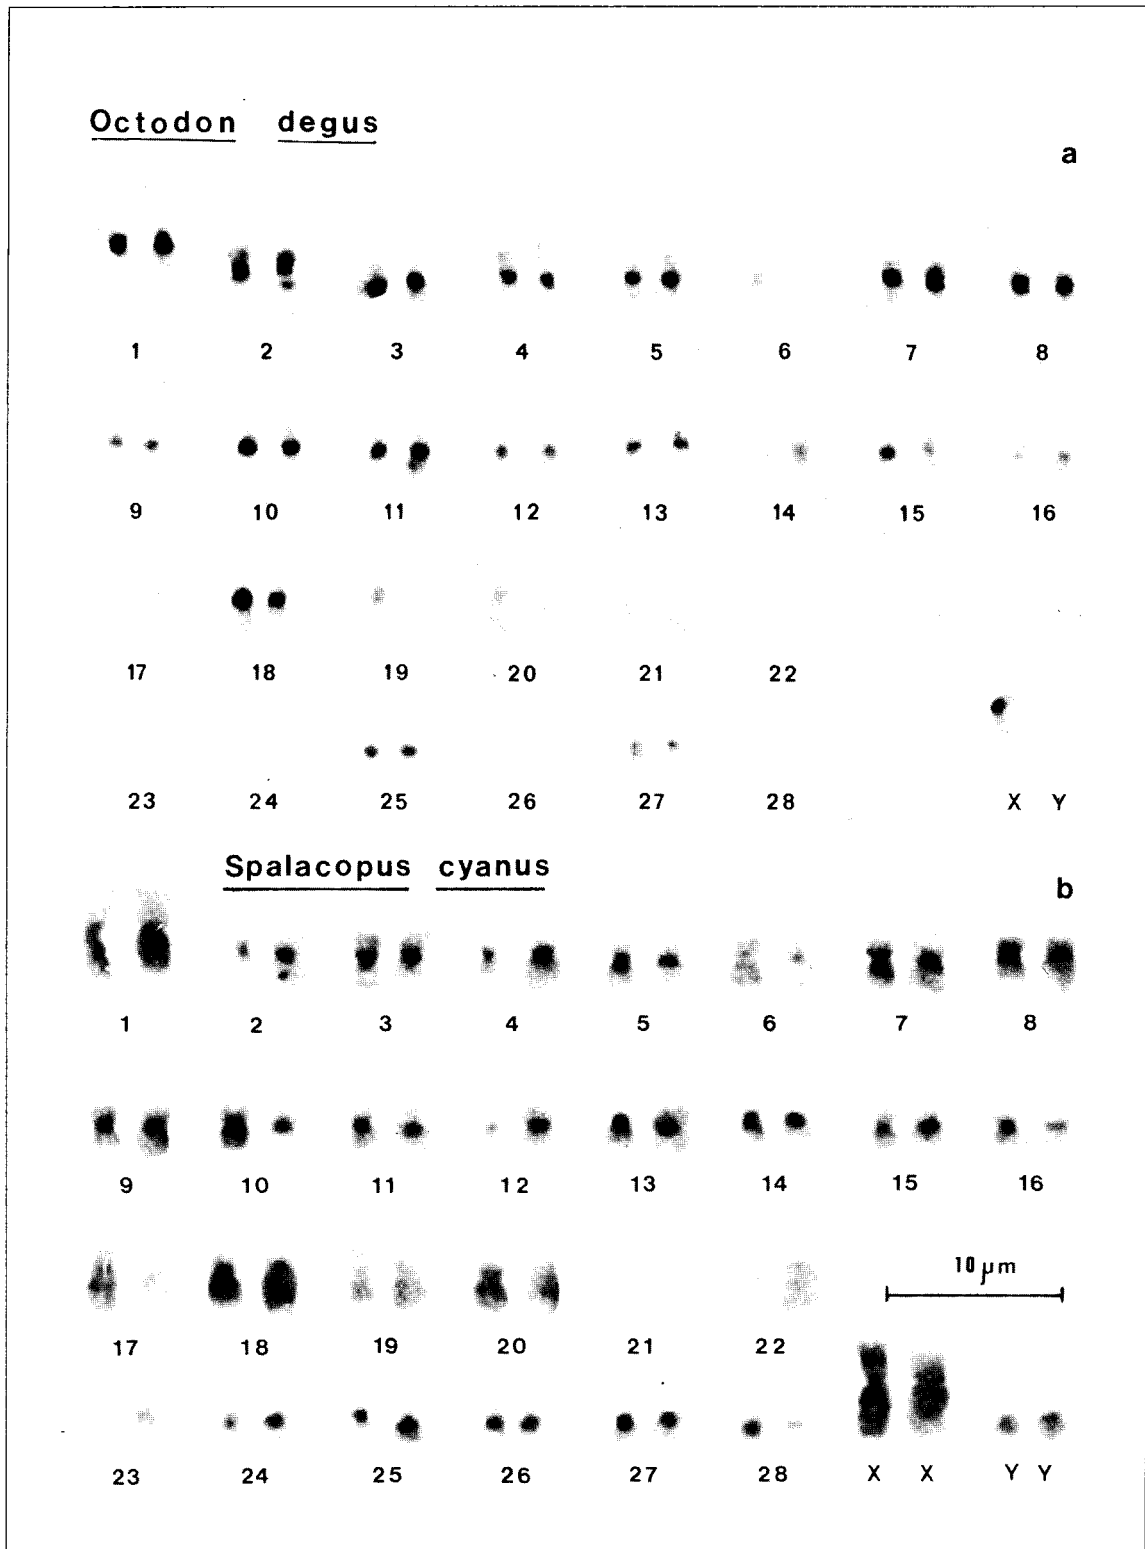 Octodon degus
a
1 2 3 4 5 6 7 8
9 10 11 12 13 14 15 16
17 18 19 20 21 22
23 24 25 26 27 28 X Y
Spalacopus cyanus
b
1 2 3 4 5 6 7 8
9 10 11 12 13 14 15 16
10 µm
17 18 19 20 21 22
23 24 25 26 27 28 X X Y Y